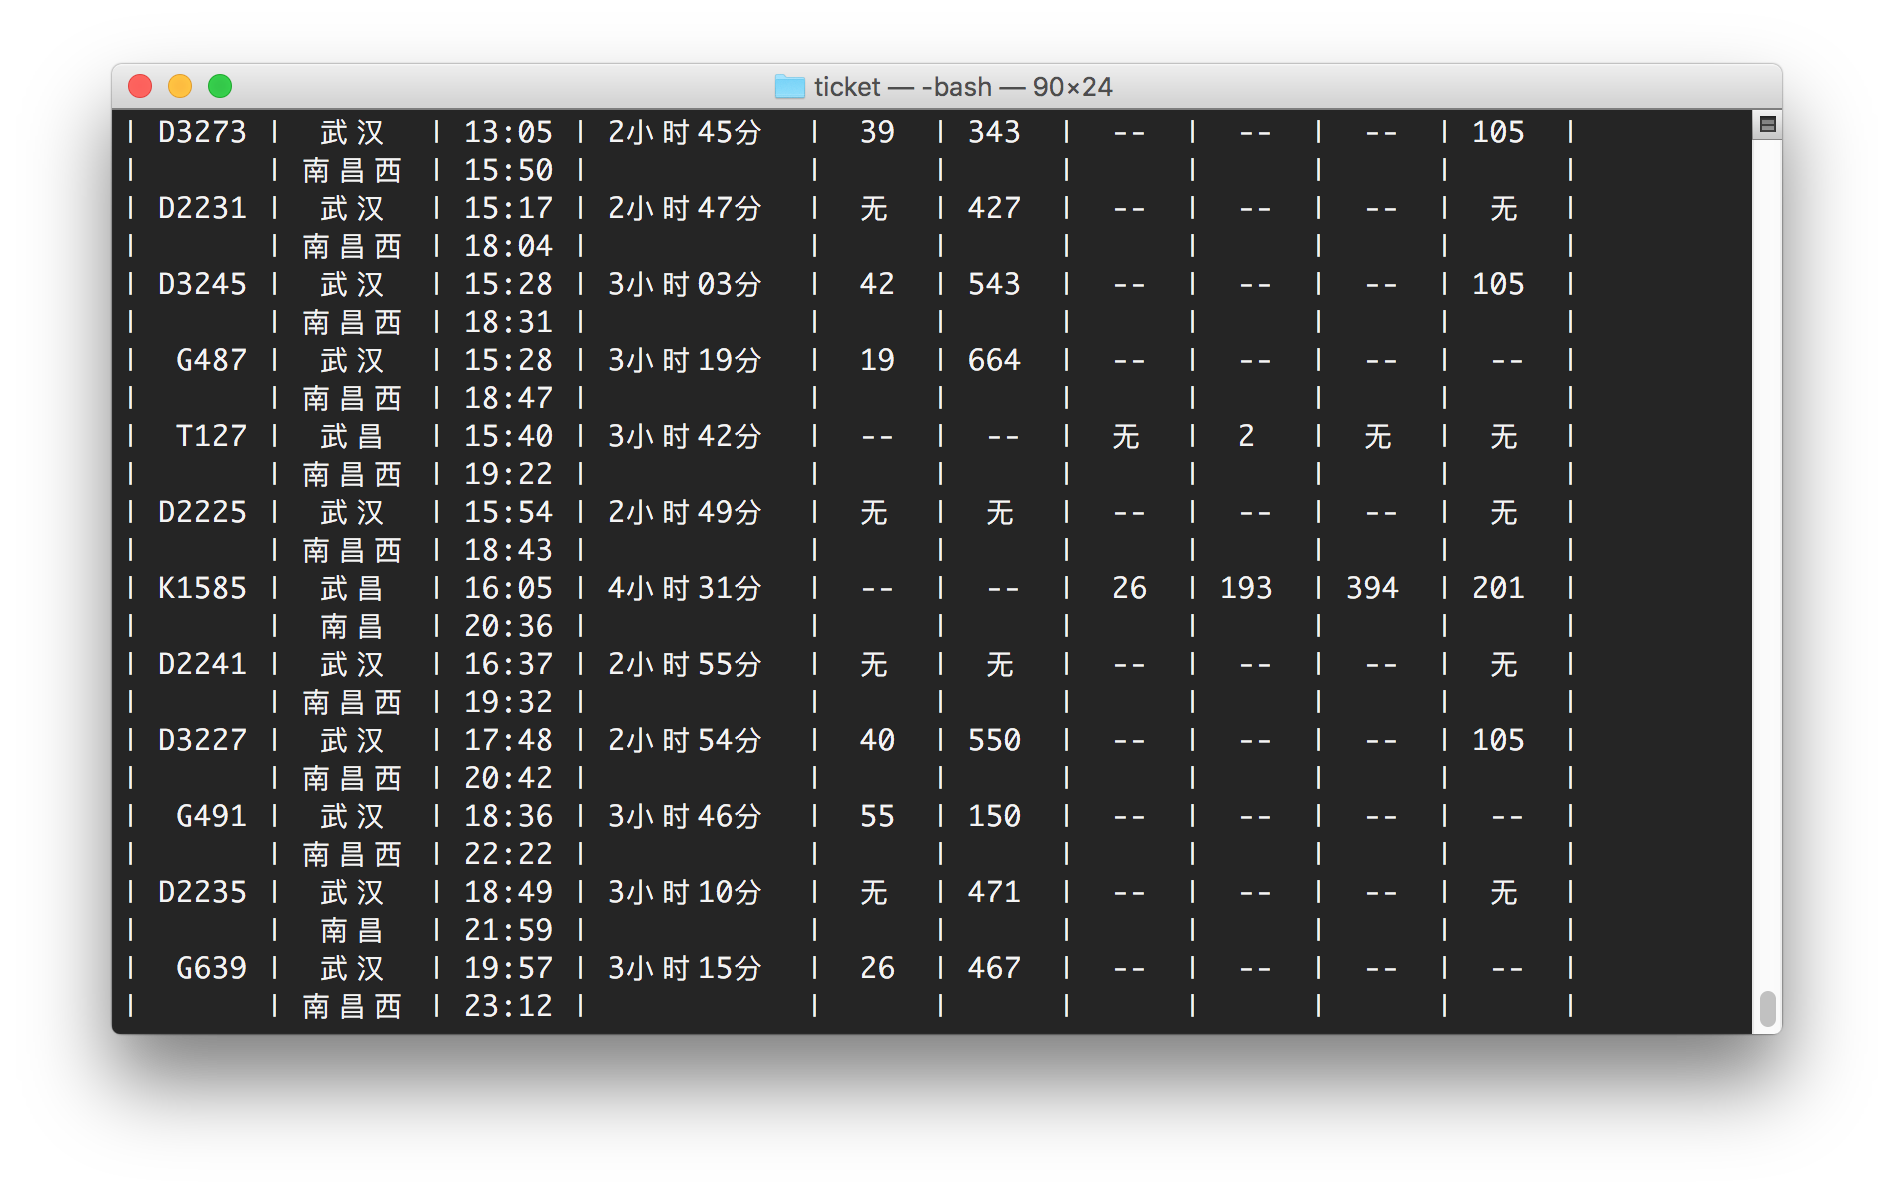 ticket — -bash — 90×24
| D3273 | 武汉 | 13:05 | 2小时45分 | 39 | 343 | -- | -- | -- | 105 |
| | 南昌西 | 15:50 | | | | | | | |
| D2231 | 武汉 | 15:17 | 2小时47分 | 无 | 427 | -- | -- | -- | 无 |
| | 南昌西 | 18:04 | | | | | | | |
| D3245 | 武汉 | 15:28 | 3小时03分 | 42 | 543 | -- | -- | -- | 105 |
| | 南昌西 | 18:31 | | | | | | | |
| G487 | 武汉 | 15:28 | 3小时19分 | 19 | 664 | -- | -- | -- | -- |
| | 南昌西 | 18:47 | | | | | | | |
| T127 | 武昌 | 15:40 | 3小时42分 | -- | -- | 无 | 2 | 无 | 无 |
| | 南昌西 | 19:22 | | | | | | | |
| D2225 | 武汉 | 15:54 | 2小时49分 | 无 | 无 | -- | -- | -- | 无 |
| | 南昌西 | 18:43 | | | | | | | |
| K1585 | 武昌 | 16:05 | 4小时31分 | -- | -- | 26 | 193 | 394 | 201 |
| | 南昌 | 20:36 | | | | | | | |
| D2241 | 武汉 | 16:37 | 2小时55分 | 无 | 无 | -- | -- | -- | 无 |
| | 南昌西 | 19:32 | | | | | | | |
| D3227 | 武汉 | 17:48 | 2小时54分 | 40 | 550 | -- | -- | -- | 105 |
| | 南昌西 | 20:42 | | | | | | | |
| G491 | 武汉 | 18:36 | 3小时46分 | 55 | 150 | -- | -- | -- | -- |
| | 南昌西 | 22:22 | | | | | | | |
| D2235 | 武汉 | 18:49 | 3小时10分 | 无 | 471 | -- | -- | -- | 无 |
| | 南昌 | 21:59 | | | | | | | |
| G639 | 武汉 | 19:57 | 3小时15分 | 26 | 467 | -- | -- | -- | -- |
| | 南昌西 | 23:12 | | | | | | | |